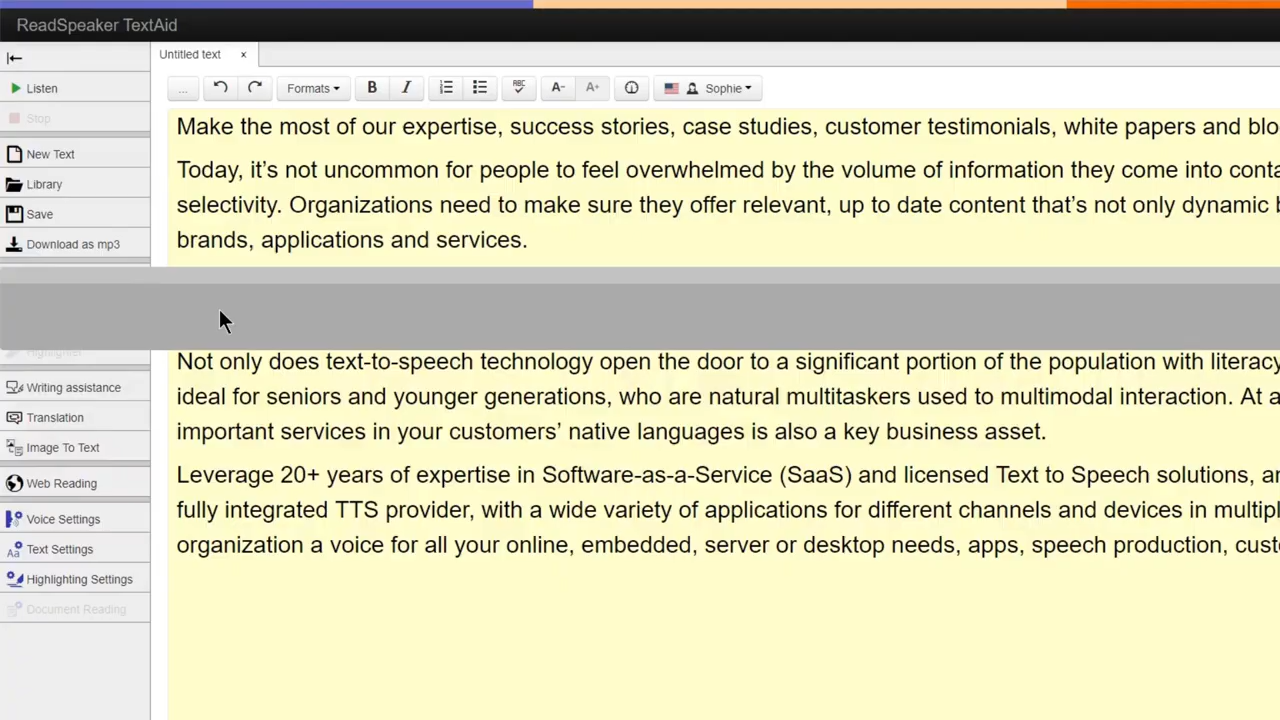 ReadSpeaker TextAid
Untitled text ×
Listen
Stop
New Text
Library
Save
Download as mp3
Highlighter
Writing assistance
Translation
Image To Text
Web Reading
Voice Settings
Text Settings
Highlighting Settings
Document Reading
... Formats B I ABC A- A+ Sophie
Make the most of our expertise, success stories, case studies, customer testimonials, white papers and blo
Today, it’s not uncommon for people to feel overwhelmed by the volume of information they come into conta
selectivity. Organizations need to make sure they offer relevant, up to date content that’s not only dynamic b
brands, applications and services.
Not only does text-to-speech technology open the door to a significant portion of the population with literacy
ideal for seniors and younger generations, who are natural multitaskers used to multimodal interaction. At a
important services in your customers’ native languages is also a key business asset.
Leverage 20+ years of expertise in Software-as-a-Service (SaaS) and licensed Text to Speech solutions, an
fully integrated TTS provider, with a wide variety of applications for different channels and devices in multipl
organization a voice for all your online, embedded, server or desktop needs, apps, speech production, cust